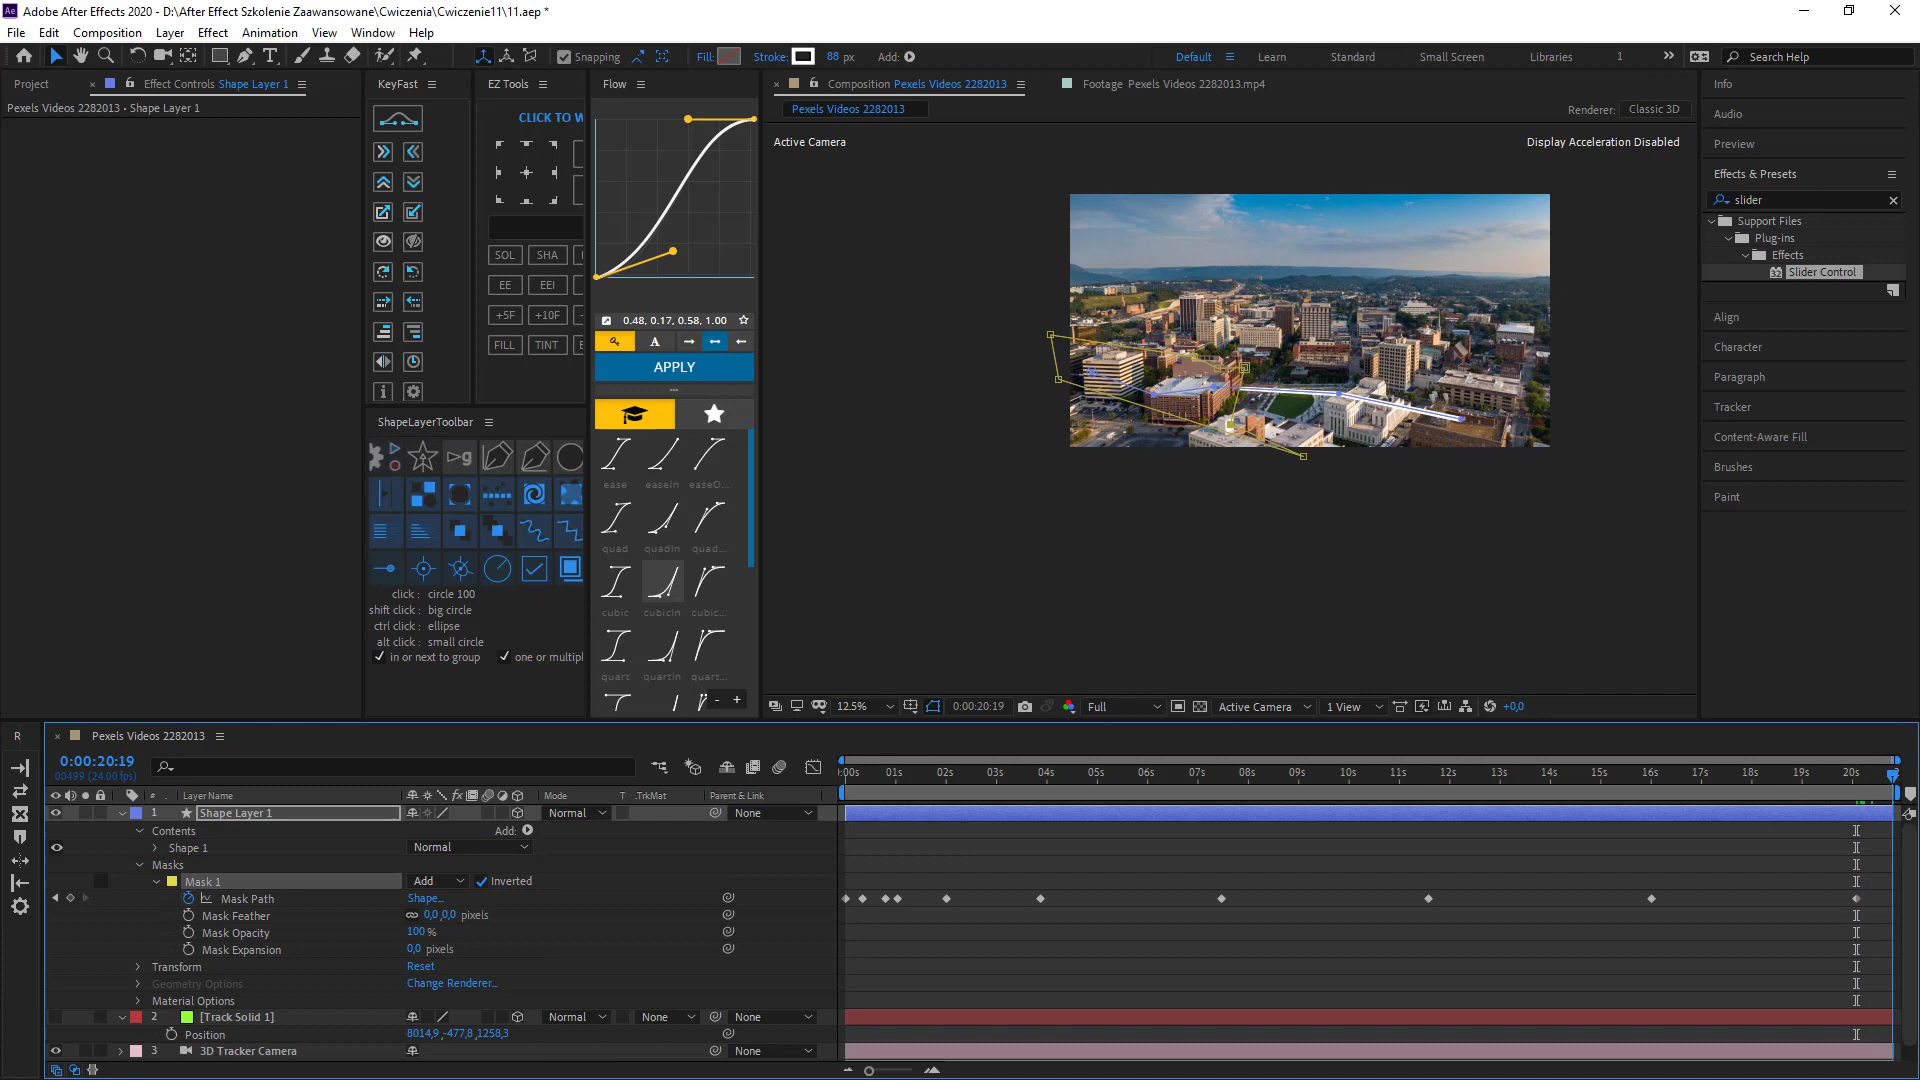 Adobe After Effects 2020 - D:\After Effect Szkolenie Zaawansowane\Cwiczenia\Cwiczenie11\11.aep *
File Edit Composition Layer Effect Animation View Window Help
Snapping Fill: Stroke: 88 px Add: Default Learn Standard Small Screen Libraries 1 Search Help
Project Effect Controls Shape Layer 1
Pexels Videos 2282013 • Shape Layer 1
KeyFast
EZ Tools
CLICK TO W
SOL SHA
EE EEI
+5F +10F
FILL TINT
ShapeLayerToolbar
click : circle 100
shift click : big circle
ctrl click : ellipse
alt click : small circle
in or next to group one or multipl
Flow
0.48, 0.17, 0.58, 1.00
A
APPLY
ease easeIn easeO...
quad quadIn quad...
cubic cubicIn cubic...
quart quartIn quart...
- +
Composition Pexels Videos 2282013 Footage Pexels Videos 2282013.mp4
Pexels Videos 2282013 Renderer: Classic 3D
Active Camera Display Acceleration Disabled
12.5% 0:00:20:19 Full Active Camera 1 View +0,0
Info
Audio
Preview
Effects & Presets
slider
Support Files
Plug-ins
Effects
32 Slider Control
Align
Character
Paragraph
Tracker
Content-Aware Fill
Brushes
Paint
R
Pexels Videos 2282013
0:00:20:19
00499 (24.00 fps)
:00s 01s 02s 03s 04s 05s 06s 07s 08s 09s 10s 11s 12s 13s 14s 15s 16s 17s 18s 19s 20s
# Layer Name fx Mode T .TrkMat Parent & Link
1 Shape Layer 1 Normal None
Contents Add:
Shape 1 Normal
Masks
Mask 1 Add Inverted
Mask Path Shape...
Mask Feather 0,0,0,0 pixels
Mask Opacity 100 %
Mask Expansion 0,0 pixels
Transform Reset
Geometry Options Change Renderer...
Material Options
2 [Track Solid 1] Normal None None
Position 8014,9,-477,8,1258,3
3 3D Tracker Camera None